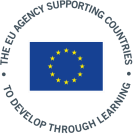 THE EU AGENCY SUPPORTING COUNTRIES
• TO DEVELOP THROUGH LEARNING •